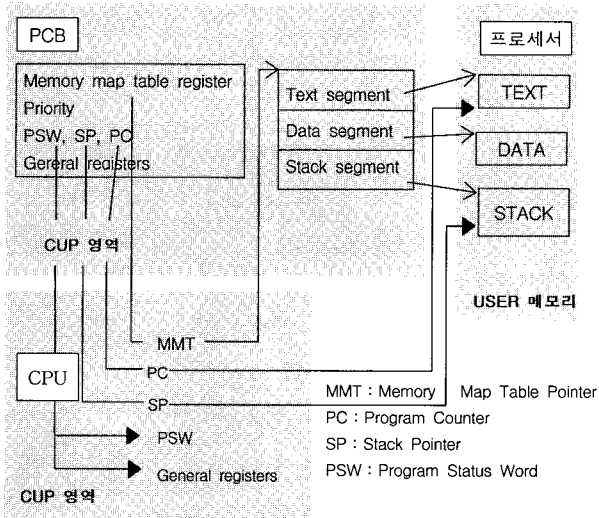 PCB
프로세서
Memory map table register
Priority
PSW, SP, PC
General registers
Text segment
Data segment
Stack segment
TEXT
DATA
STACK
CUP 영역
USER 메모리
CPU
MMT
PC
SP
PSW
General registers
CUP 영역
MMT : Memory Map Table Pointer
PC : Program Counter
SP : Stack Pointer
PSW : Program Status Word